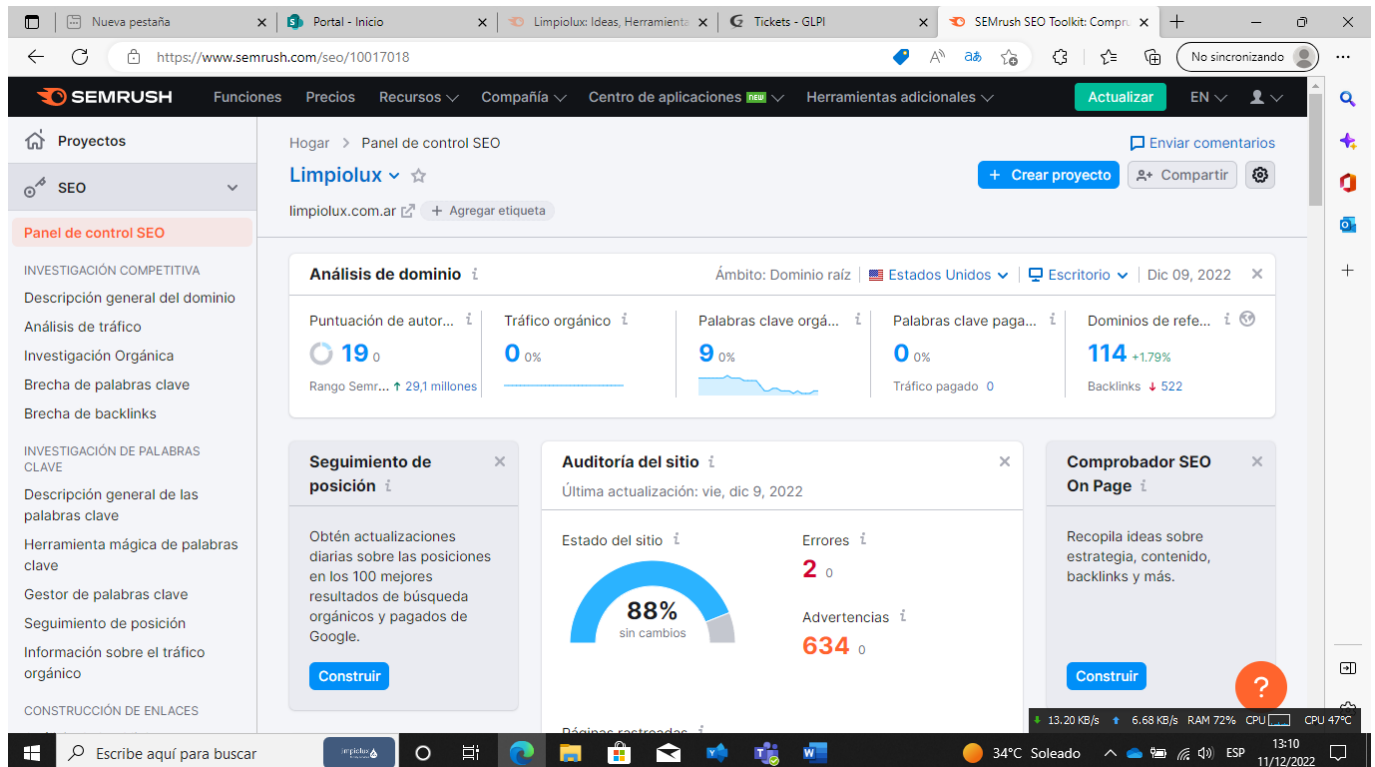 Nueva pestaña
Portal - Inicio
Limpiolux: Ideas, Herramienta
Tickets - GLPI
SEMrush SEO Toolkit: Compru
https://www.semrush.com/seo/10017018
No sincronizando
SEMRUSH
Funciones
Precios
Recursos
Compañía
Centro de aplicaciones NEW
Herramientas adicionales
Actualizar
EN
Proyectos
SEO
Panel de control SEO
INVESTIGACIÓN COMPETITIVA
Descripción general del dominio
Análisis de tráfico
Investigación Orgánica
Brecha de palabras clave
Brecha de backlinks
INVESTIGACIÓN DE PALABRAS
CLAVE
Descripción general de las
palabras clave
Herramienta mágica de palabras
clave
Gestor de palabras clave
Seguimiento de posición
Información sobre el tráfico
orgánico
CONSTRUCCIÓN DE ENLACES
Hogar > Panel de control SEO
Enviar comentarios
Limpiolux
+ Crear proyecto
Compartir
limpiolux.com.ar
+ Agregar etiqueta
Análisis de dominio
Ámbito: Dominio raíz
Estados Unidos
Escritorio
Dic 09, 2022
Puntuación de autor...
19 0
Rango Semr... ↑ 29,1 millones
Tráfico orgánico
0 0%
Palabras clave orgá...
9 0%
Palabras clave paga...
0 0%
Tráfico pagado 0
Dominios de refe...
114 +1.79%
Backlinks ↓ 522
Seguimiento de
posición
Obtén actualizaciones
diarias sobre las posiciones
en los 100 mejores
resultados de búsqueda
orgánicos y pagados de
Google.
Construir
Auditoría del sitio
Última actualización: vie, dic 9, 2022
Estado del sitio
88%
sin cambios
Errores
2 0
Advertencias
634 0
Páginas rastreadas
Comprobador SEO
On Page
Recopila ideas sobre
estrategia, contenido,
backlinks y más.
Construir
?
13.20 KB/s 6.68 KB/s RAM 72% CPU CPU 47°C
Escribe aquí para buscar
limpiolux
34°C Soleado
ESP
13:10
11/12/2022